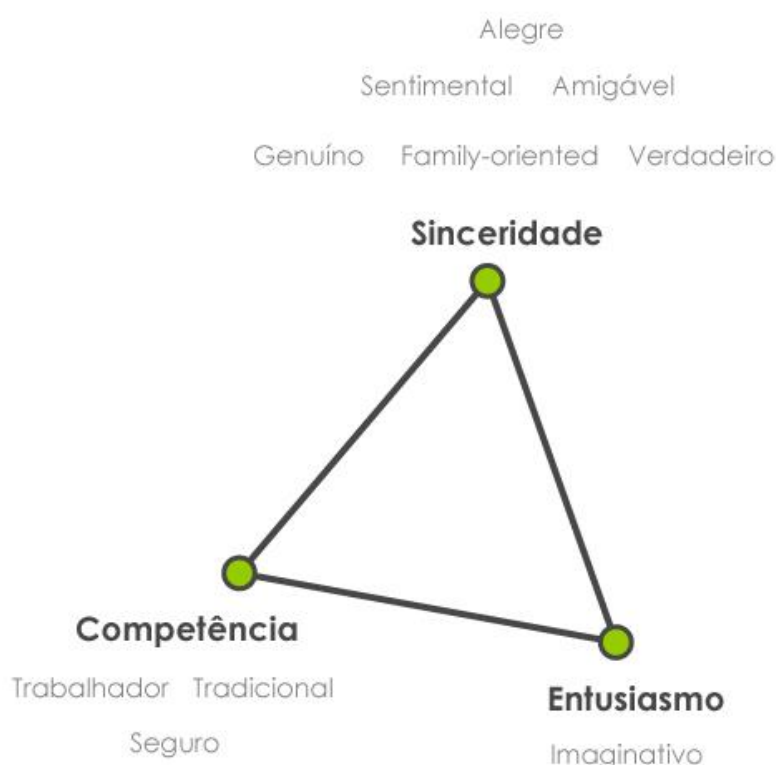 Alegre
Sentimental Amigável
Genuíno Family-oriented Verdadeiro
Sinceridade
Competência
Trabalhador Tradicional
Seguro
Entusiasmo
Imaginativo